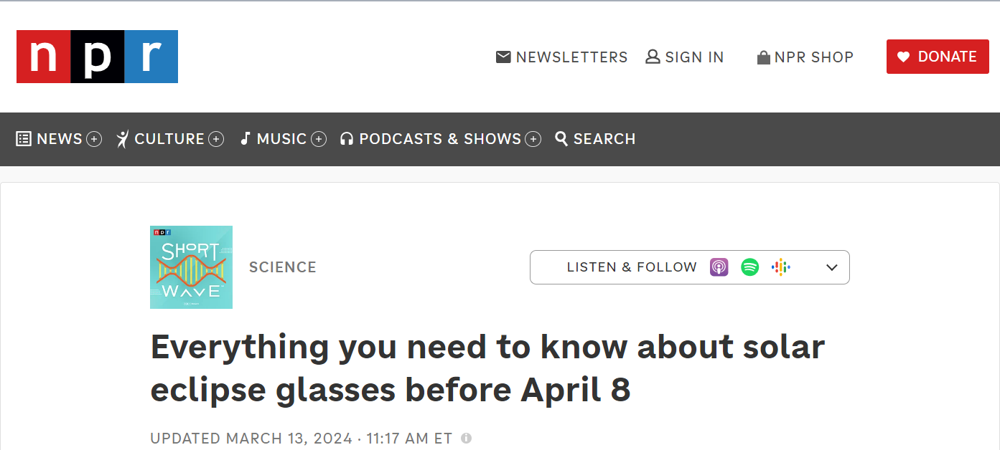 npr
NEWSLETTERS SIGN IN NPR SHOP DONATE
NEWS CULTURE MUSIC PODCASTS & SHOWS SEARCH
npr
SHORT
WAVE
SCIENCE
LISTEN & FOLLOW
Everything you need to know about solar
eclipse glasses before April 8
UPDATED MARCH 13, 2024 · 11:17 AM ET